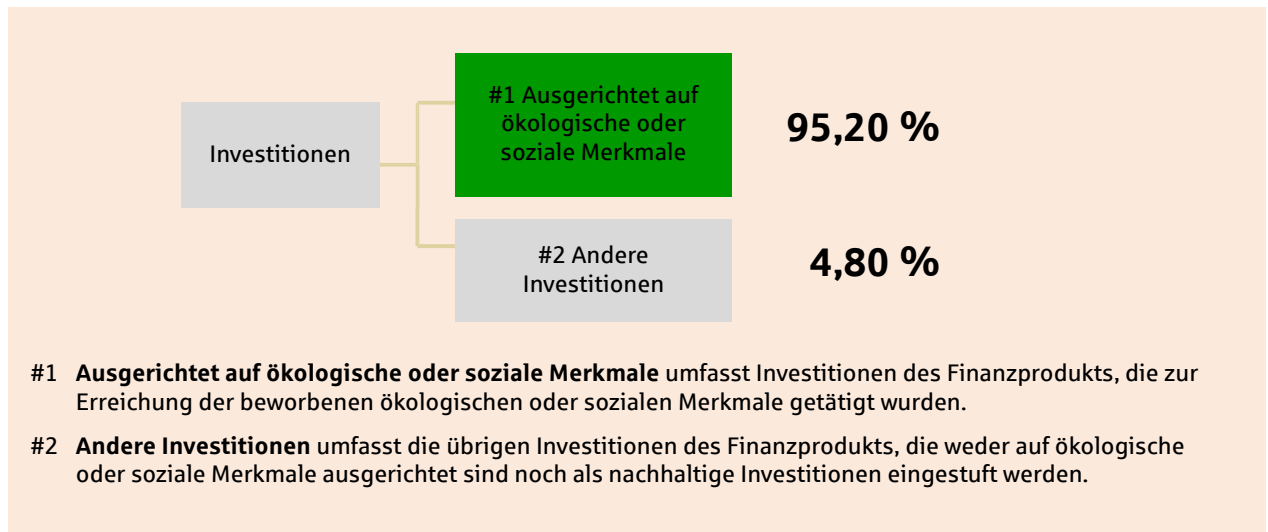 Investitionen
#1 Ausgerichtet auf
ökologische oder
soziale Merkmale
95,20 %
#2 Andere
Investitionen
4,80 %
#1 Ausgerichtet auf ökologische oder soziale Merkmale umfasst Investitionen des Finanzprodukts, die zur
Erreichung der beworbenen ökologischen oder sozialen Merkmale getätigt wurden.
#2 Andere Investitionen umfasst die übrigen Investitionen des Finanzprodukts, die weder auf ökologische
oder soziale Merkmale ausgerichtet sind noch als nachhaltige Investitionen eingestuft werden.